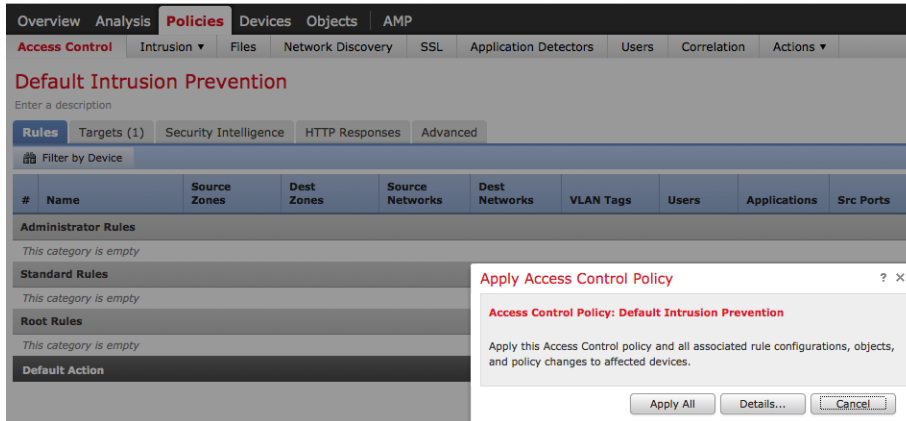 Overview Analysis Policies Devices Objects AMP
Access Control Intrusion ▼ Files Network Discovery SSL Application Detectors Users Correlation Actions ▼
Default Intrusion Prevention
Enter a description
Rules Targets (1) Security Intelligence HTTP Responses Advanced
Filter by Device
# Name Source Zones Dest Zones Source Networks Dest Networks VLAN Tags Users Applications Src Ports
Administrator Rules
This category is empty
Standard Rules
This category is empty
Root Rules
This category is empty
Default Action
Apply Access Control Policy ? X
Access Control Policy: Default Intrusion Prevention
Apply this Access Control policy and all associated rule configurations, objects,
and policy changes to affected devices.
Apply All Details... Cancel